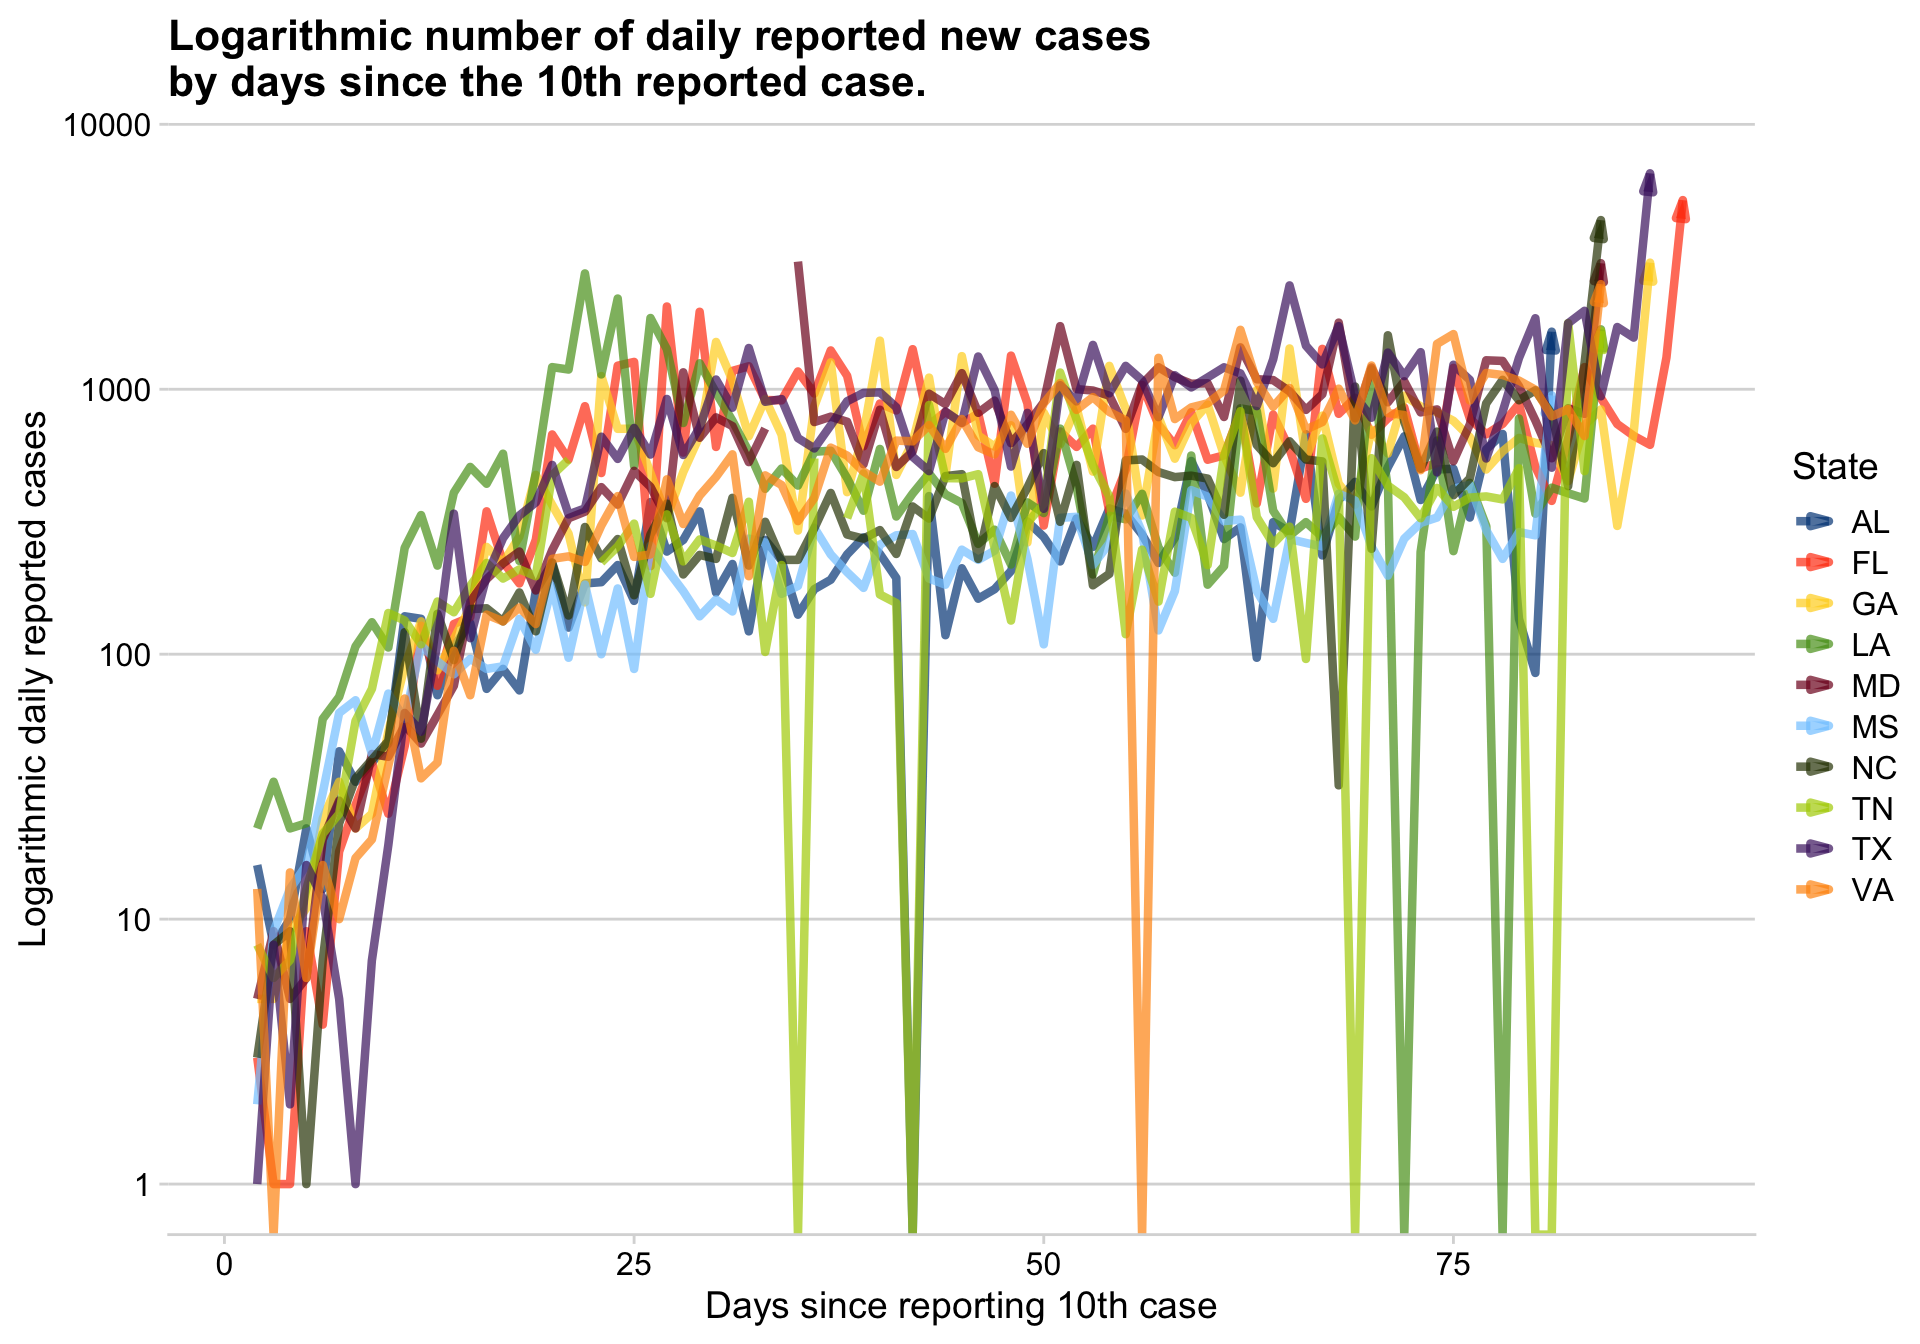 Logarithmic number of daily reported new cases
by days since the 10th reported case.
10000
1000
100
10
1
Logarithmic daily reported cases
0
25
50
75
Days since reporting 10th case
State
AL
FL
GA
LA
MD
MS
NC
TN
TX
VA